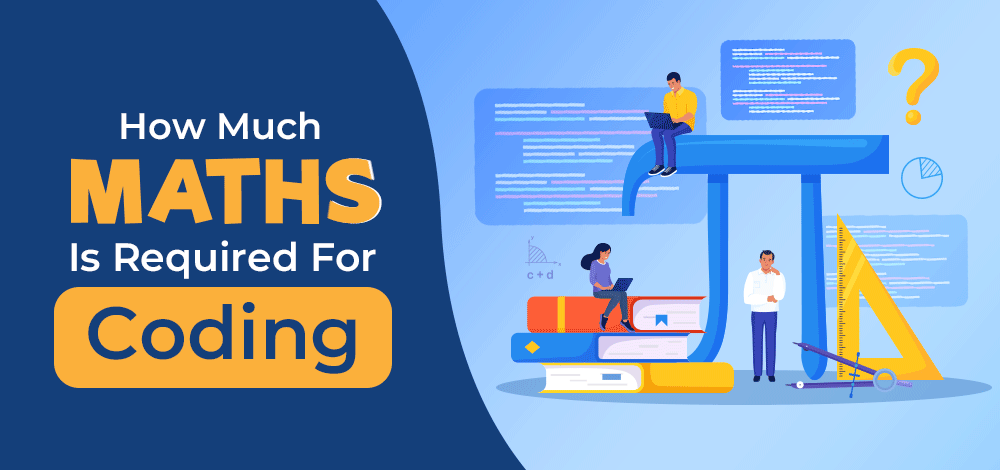 How Much
MATHS
Is Required For
Coding
c + d